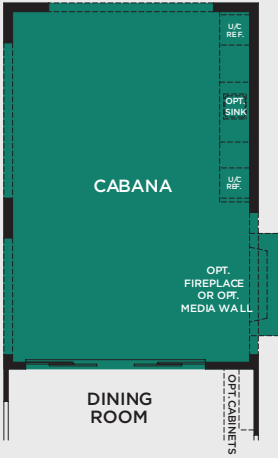 U/C
REF.
OPT.
SINK
U/C
REF.
CABANA
OPT.
FIREPLACE
OR OPT.
MEDIA WALL
DINING
ROOM
OPT. CABINETS